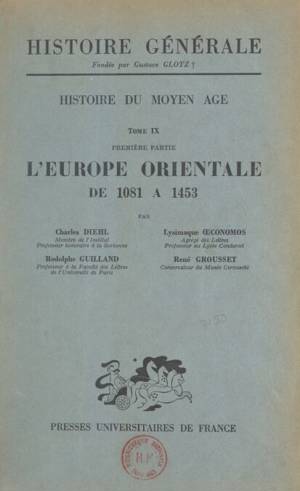 HISTOIRE GÉNÉRALE
Fondée par Gustave GLOTZ †
HISTOIRE DU MOYEN AGE
TOME IX
PREMIÈRE PARTIE
L'EUROPE ORIENTALE
DE 1081 A 1453
PAR
Charles DIEHL
Membre de l'Institut
Professeur honoraire à la Sorbonne
Lysimaque ŒCONOMOS
Agrégé des Lettres
Professeur au Lycée Condorcet
Rodolphe GUILLAND
Professeur à la Faculté des Lettres
de l'Université de Paris
René GROUSSET
Conservateur du Musée Cernuschi
PRESSES UNIVERSITAIRES DE FRANCE